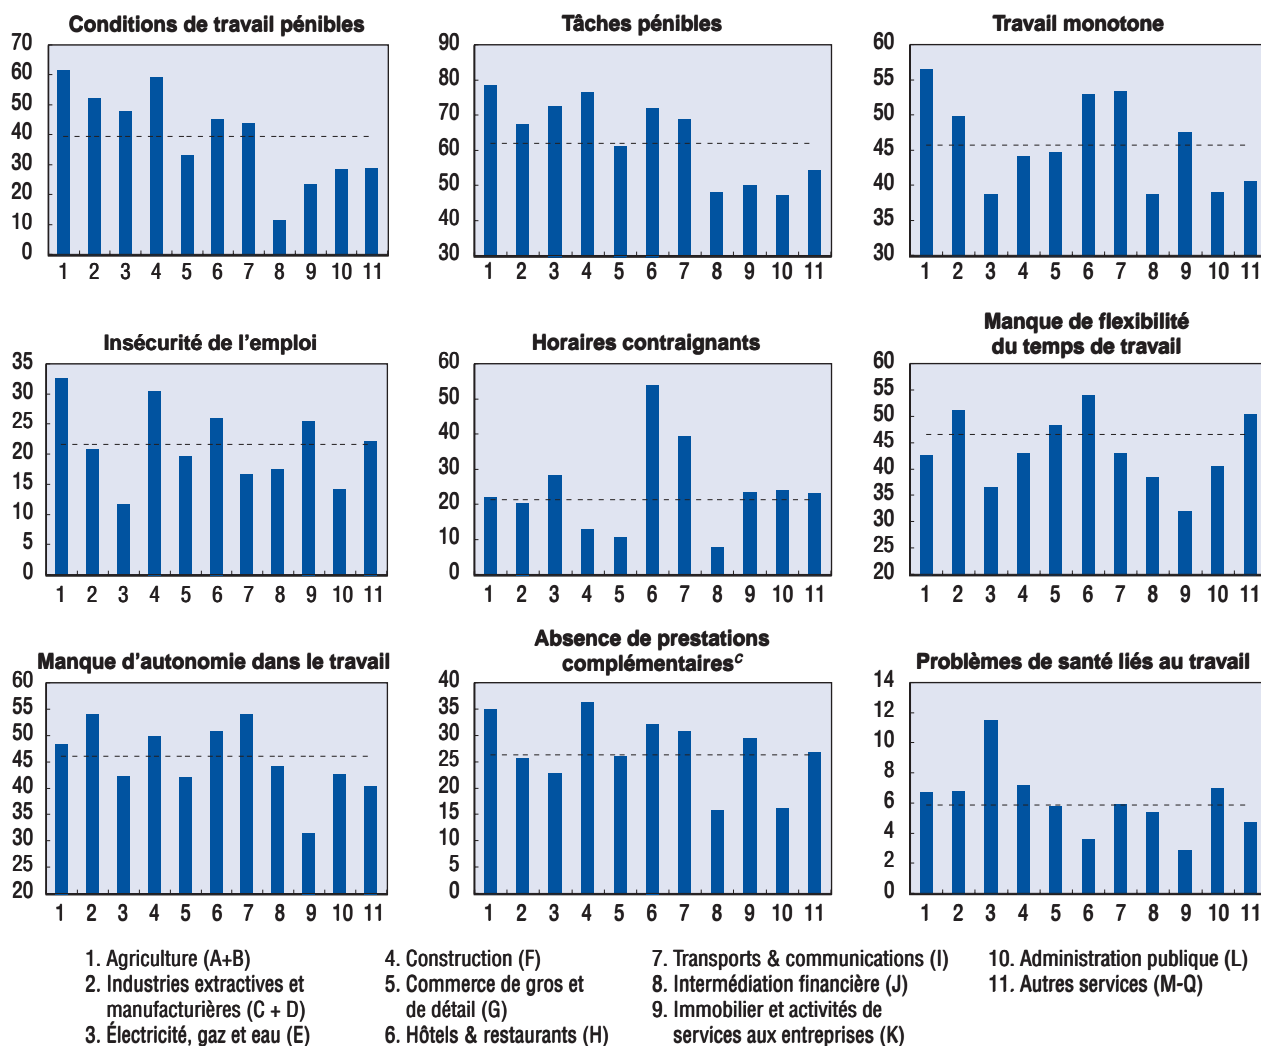 Conditions de travail pénibles
70
60
50
40
30
20
10
0
1 2 3 4 5 6 7 8 9 10 11
Tâches pénibles
90
80
70
60
50
40
30
1 2 3 4 5 6 7 8 9 10 11
Travail monotone
60
55
50
45
40
35
30
1 2 3 4 5 6 7 8 9 10 11
Insécurité de l'emploi
35
30
25
20
15
10
5
0
1 2 3 4 5 6 7 8 9 10 11
Horaires contraignants
60
50
40
30
20
10
0
1 2 3 4 5 6 7 8 9 10 11
Manque de flexibilité
du temps de travail
60
55
50
45
40
35
30
25
20
1 2 3 4 5 6 7 8 9 10 11
Manque d'autonomie dans le travail
60
55
50
45
40
35
30
25
20
1 2 3 4 5 6 7 8 9 10 11
Absence de prestations
complémentairesᶜ
40
35
30
25
20
15
10
5
0
1 2 3 4 5 6 7 8 9 10 11
Problèmes de santé liés au travail
14
12
10
8
6
4
2
0
1 2 3 4 5 6 7 8 9 10 11
1. Agriculture (A+B)
2. Industries extractives et
manufacturières (C + D)
3. Électricité, gaz et eau (E)
4. Construction (F)
5. Commerce de gros et
de détail (G)
6. Hôtels & restaurants (H)
7. Transports & communications (I)
8. Intermédiation financière (J)
9. Immobilier et activités de
services aux entreprises (K)
10. Administration publique (L)
11. Autres services (M-Q)